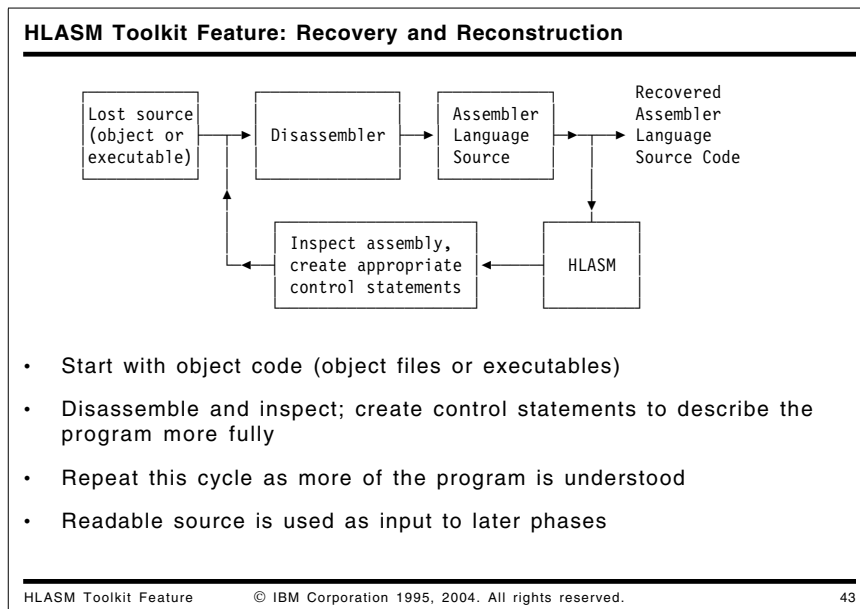 HLASM Toolkit Feature: Recovery and Reconstruction
Lost source
(object or
executable)
Disassembler
Assembler
Language
Source
Recovered
Assembler
Language
Source Code
Inspect assembly,
create appropriate
control statements
HLASM
• Start with object code (object files or executables)
• Disassemble and inspect; create control statements to describe the
program more fully
• Repeat this cycle as more of the program is understood
• Readable source is used as input to later phases
HLASM Toolkit Feature © IBM Corporation 1995, 2004. All rights reserved. 43